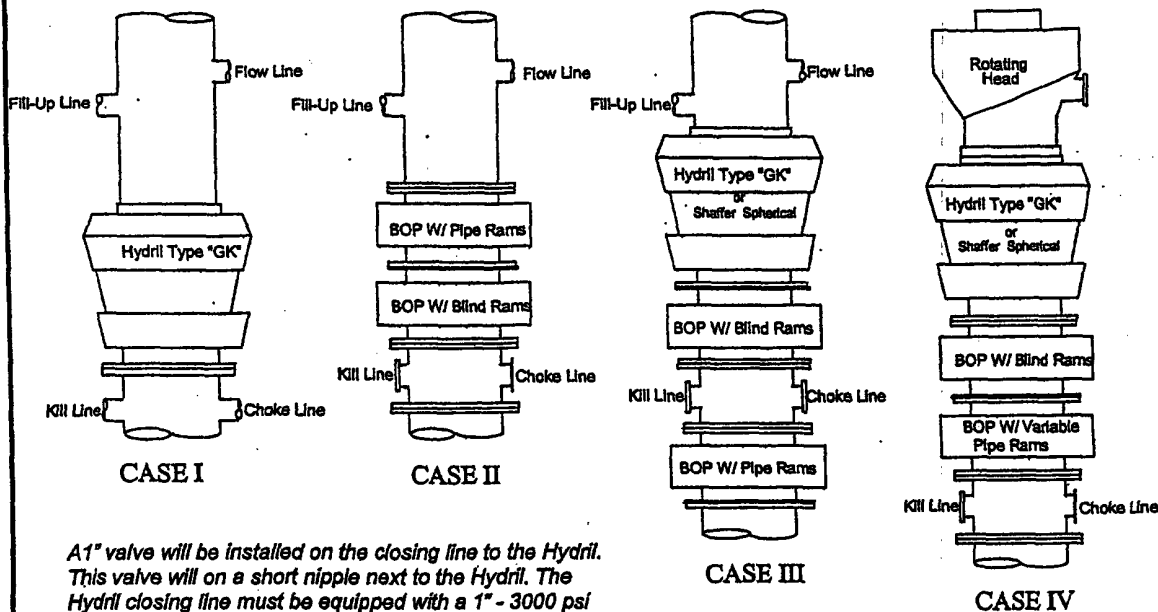 Flow Line
Fill-Up Line
Hydril Type "GK"
Kill Line
Choke Line
CASE I
Flow Line
Fill-Up Line
BOP W/ Pipe Rams
BOP W/ Blind Rams
Kill Line
Choke Line
CASE II
Flow Line
Fill-Up Line
Hydril Type "GK"
or
Shaffer Spherical
BOP W/ Blind Rams
Kill Line
Choke Line
BOP W/ Pipe Rams
CASE III
Rotating
Head
Hydril Type "GK"
or
Shaffer Spherical
BOP W/ Blind Rams
BOP W/ Variable
Pipe Rams
Kill Line
Choke Line
CASE IV
A1" valve will be installed on the closing line to the Hydril.
This valve will on a short nipple next to the Hydril. The
Hydril closing line must be equipped with a 1" - 3000 psi